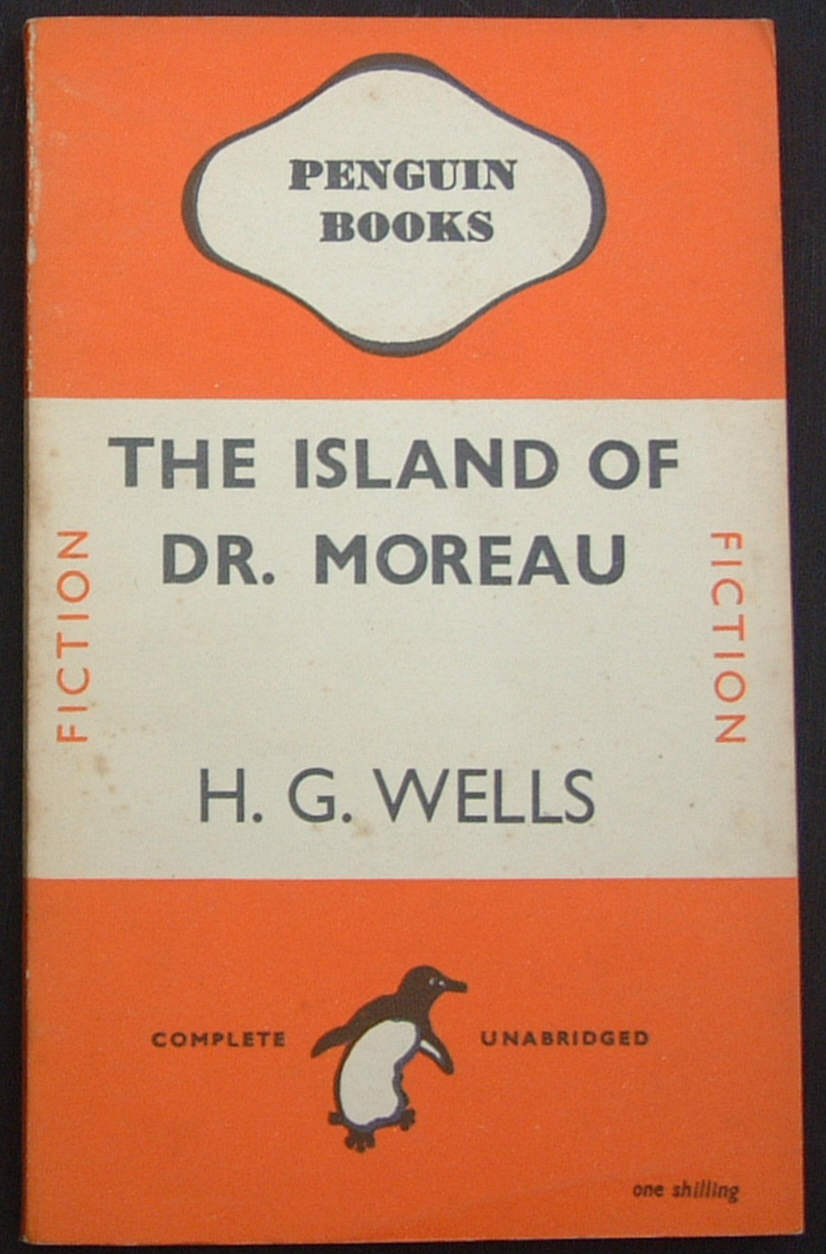 PENGUIN
BOOKS
THE ISLAND OF
DR. MOREAU
FICTION
FICTION
H. G. WELLS
COMPLETE UNABRIDGED
one shilling